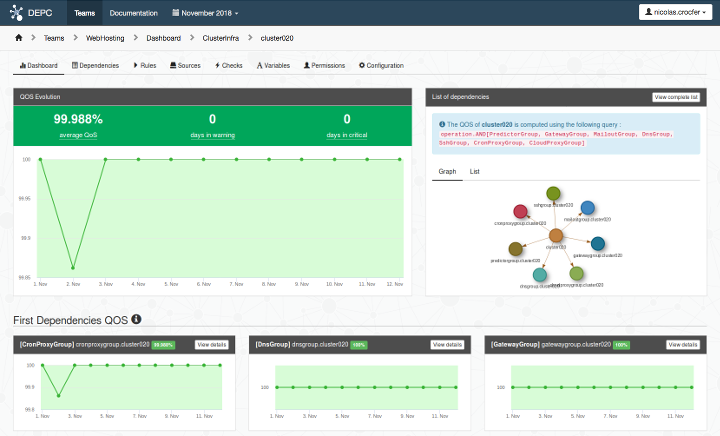 DEPC Teams Documentation November 2018 nicolas.crocfer
Teams WebHosting Dashboard ClusterInfra cluster020
Dashboard Dependencies Rules Sources Checks Variables Permissions Configuration
QOS Evolution
99.988% 0 0
average QoS days in warning days in critical
100
99.95
99.9
99.85
1. Nov 2. Nov 3. Nov 4. Nov 5. Nov 6. Nov 7. Nov 8. Nov 9. Nov 10. Nov 11. Nov 12. Nov
List of dependencies View complete list
The QOS of cluster020 is computed using the following query :
operation.AND[PredictorGroup, GatewayGroup, MailoutGroup, DnsGroup,
SshGroup, CronProxyGroup, CloudProxyGroup]
Graph List
sshgroup.cluster020
cronproxygroup.cluster020
mailoutgroup.cluster020
cluster020
predictorgroup.cluster020
gatewaygroup.cluster020
dnsgroup.cluster020
cloudproxygroup.cluster020
First Dependencies QOS
[CronProxyGroup] cronproxygroup.cluster020 View details
100
99.9
99.8
1. Nov 3. Nov 5. Nov 7. Nov 9. Nov 11. Nov
[DnsGroup] dnsgroup.cluster020 100% View details
100
1. Nov 3. Nov 5. Nov 7. Nov 9. Nov 11. Nov
[GatewayGroup] gatewaygroup.cluster020 100% View details
100
1. Nov 3. Nov 5. Nov 7. Nov 9. Nov 11. Nov